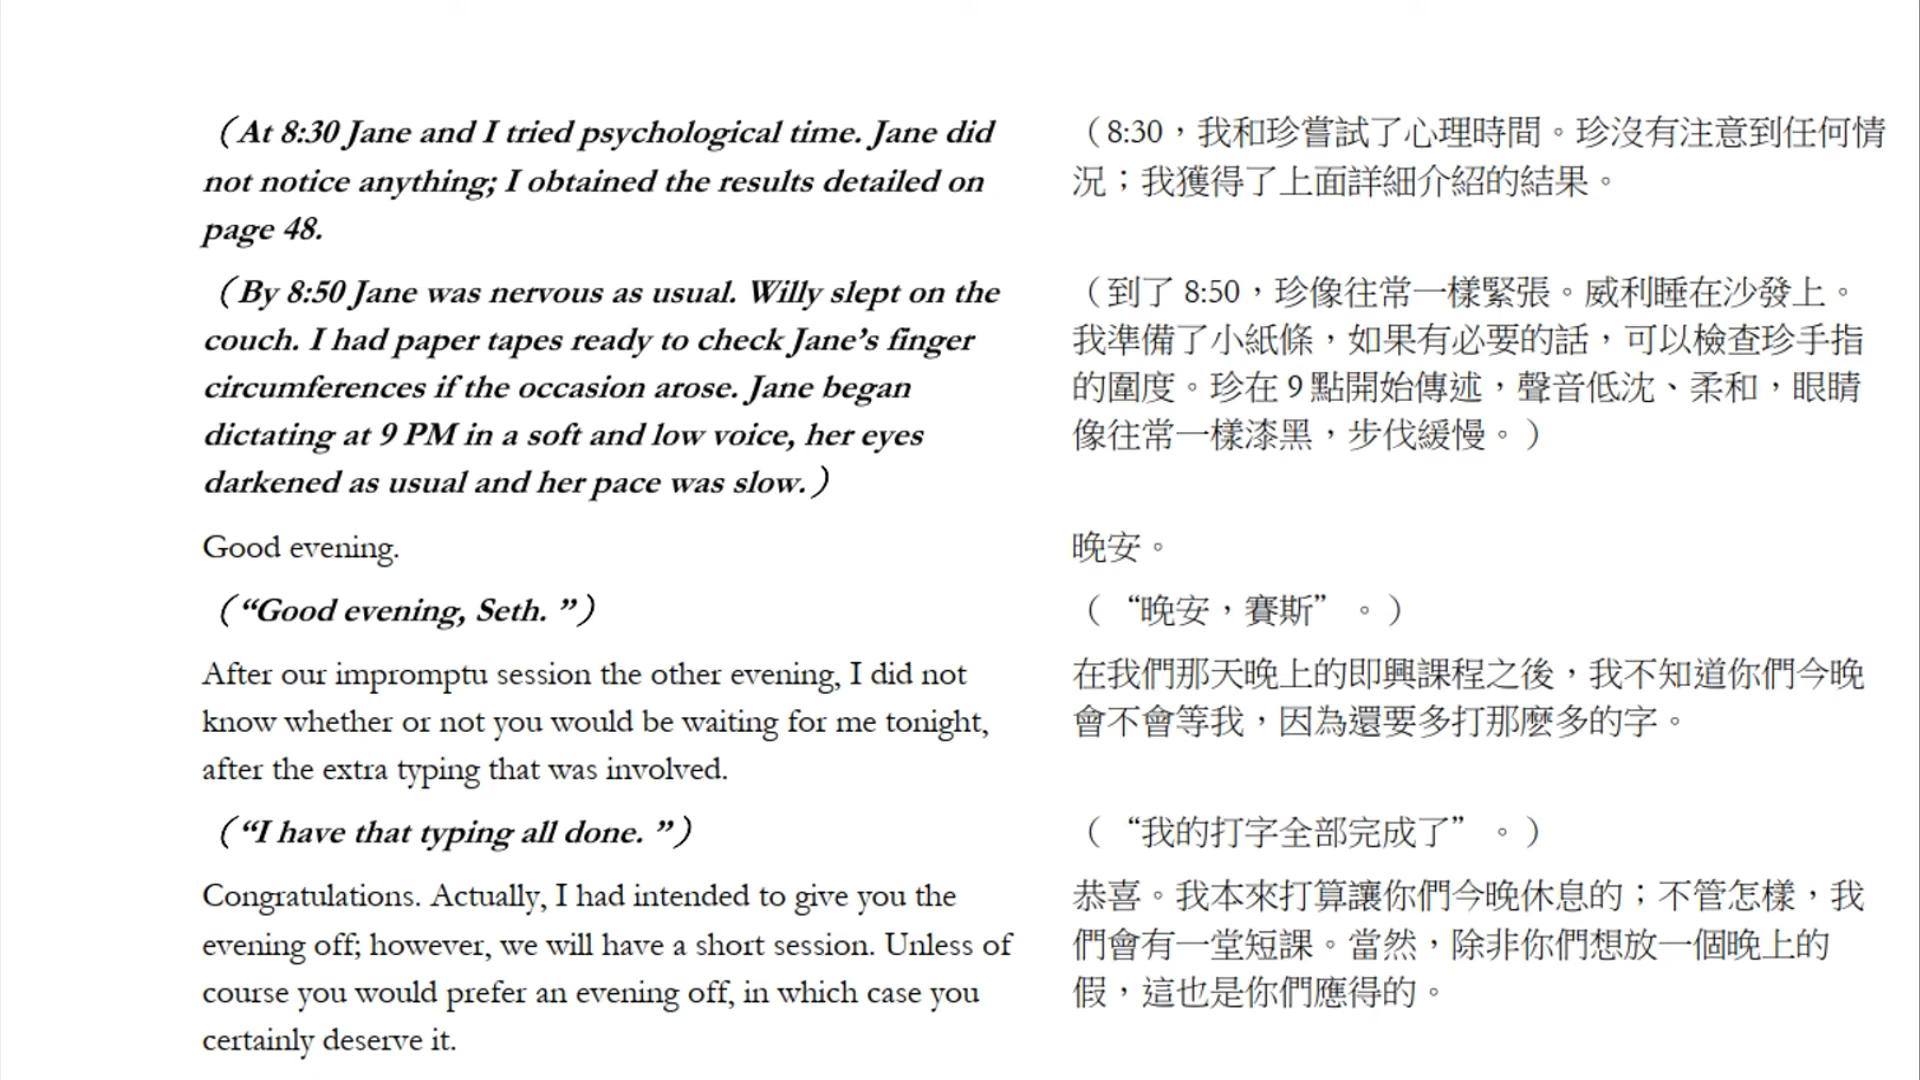 （At 8:30 Jane and I tried psychological time. Jane did
not notice anything; I obtained the results detailed on
page 48.
（By 8:50 Jane was nervous as usual. Willy slept on the
couch. I had paper tapes ready to check Jane’s finger
circumferences if the occasion arose. Jane began
dictating at 9 PM in a soft and low voice, her eyes
darkened as usual and her pace was slow.）
Good evening.
（“Good evening, Seth. ”）
After our impromptu session the other evening, I did not
know whether or not you would be waiting for me tonight,
after the extra typing that was involved.
（“I have that typing all done. ”）
Congratulations. Actually, I had intended to give you the
evening off; however, we will have a short session. Unless of
course you would prefer an evening off, in which case you
certainly deserve it.
（8:30，我和珍嘗試了心理時間。珍沒有注意到任何情
況；我獲得了上面詳細介紹的結果。
（到了 8:50，珍像往常一樣緊張。威利睡在沙發上。
我準備了小紙條，如果有必要的話，可以檢查珍手指
的圍度。珍在 9 點開始傳述，聲音低沈、柔和，眼睛
像往常一樣漆黑，步伐緩慢。）
晚安。
（“晚安，賽斯”。）
在我們那天晚上的即興課程之後，我不知道你們今晚
會不會等我，因為還要多打那麼多的字。
（“我的打字全部完成了”。）
恭喜。我本來打算讓你們今晚休息的；不管怎樣，我
們會有一堂短課。當然，除非你們想放一個晚上的
假，這也是你們應得的。